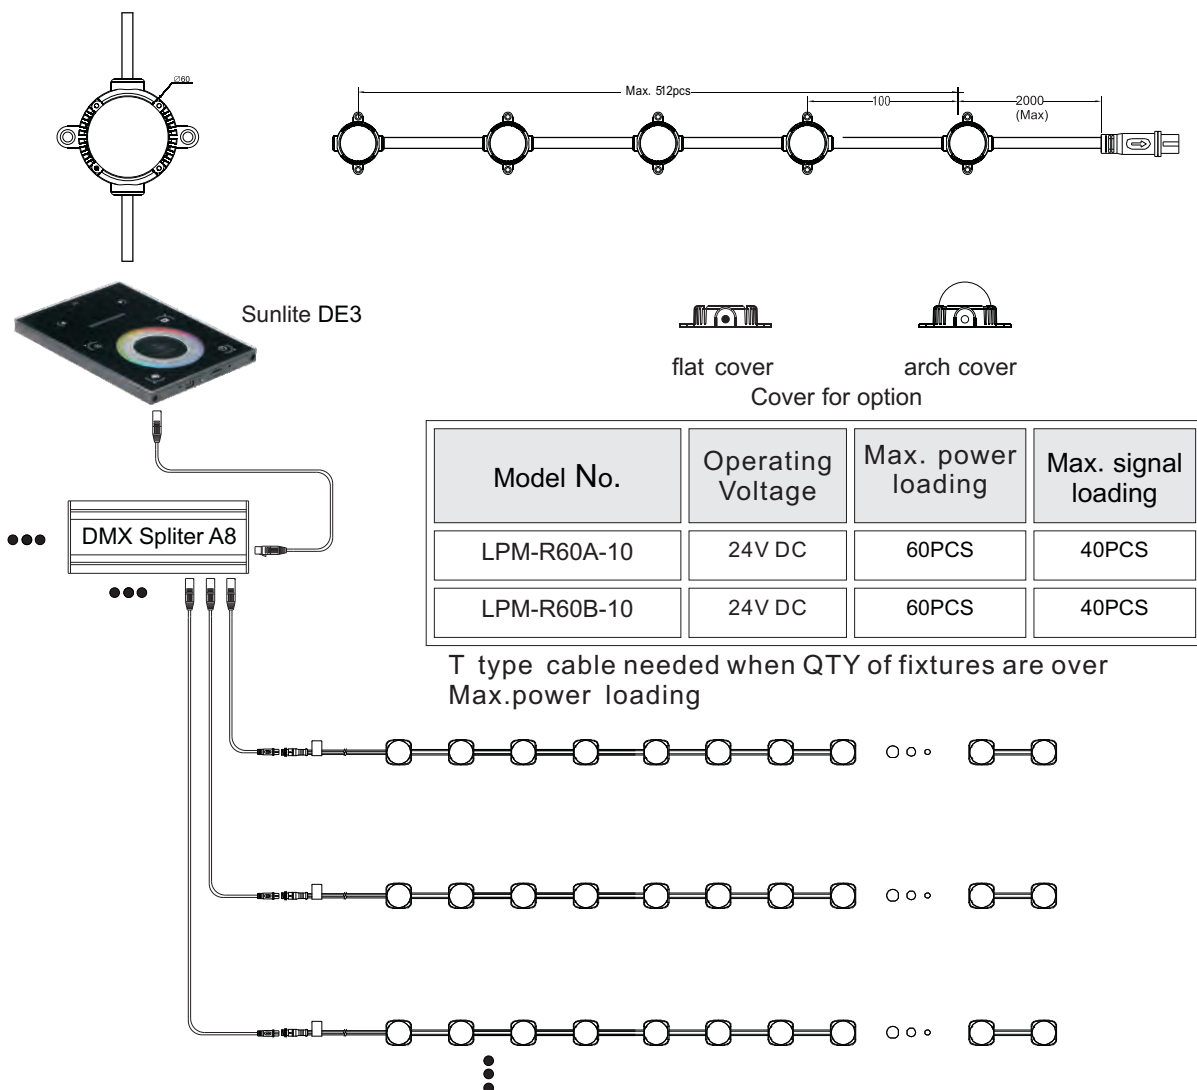 ∅60
Max. 512pcs
100
2000
(Max)
Sunlite DE3
flat cover
arch cover
Cover for option
Model No.
Operating
Voltage
Max. power
loading
Max. signal
loading
LPM-R60A-10
24V DC
60PCS
40PCS
LPM-R60B-10
24V DC
60PCS
40PCS
DMX Spliter A8
T type cable needed when QTY of fixtures are over
Max.power loading